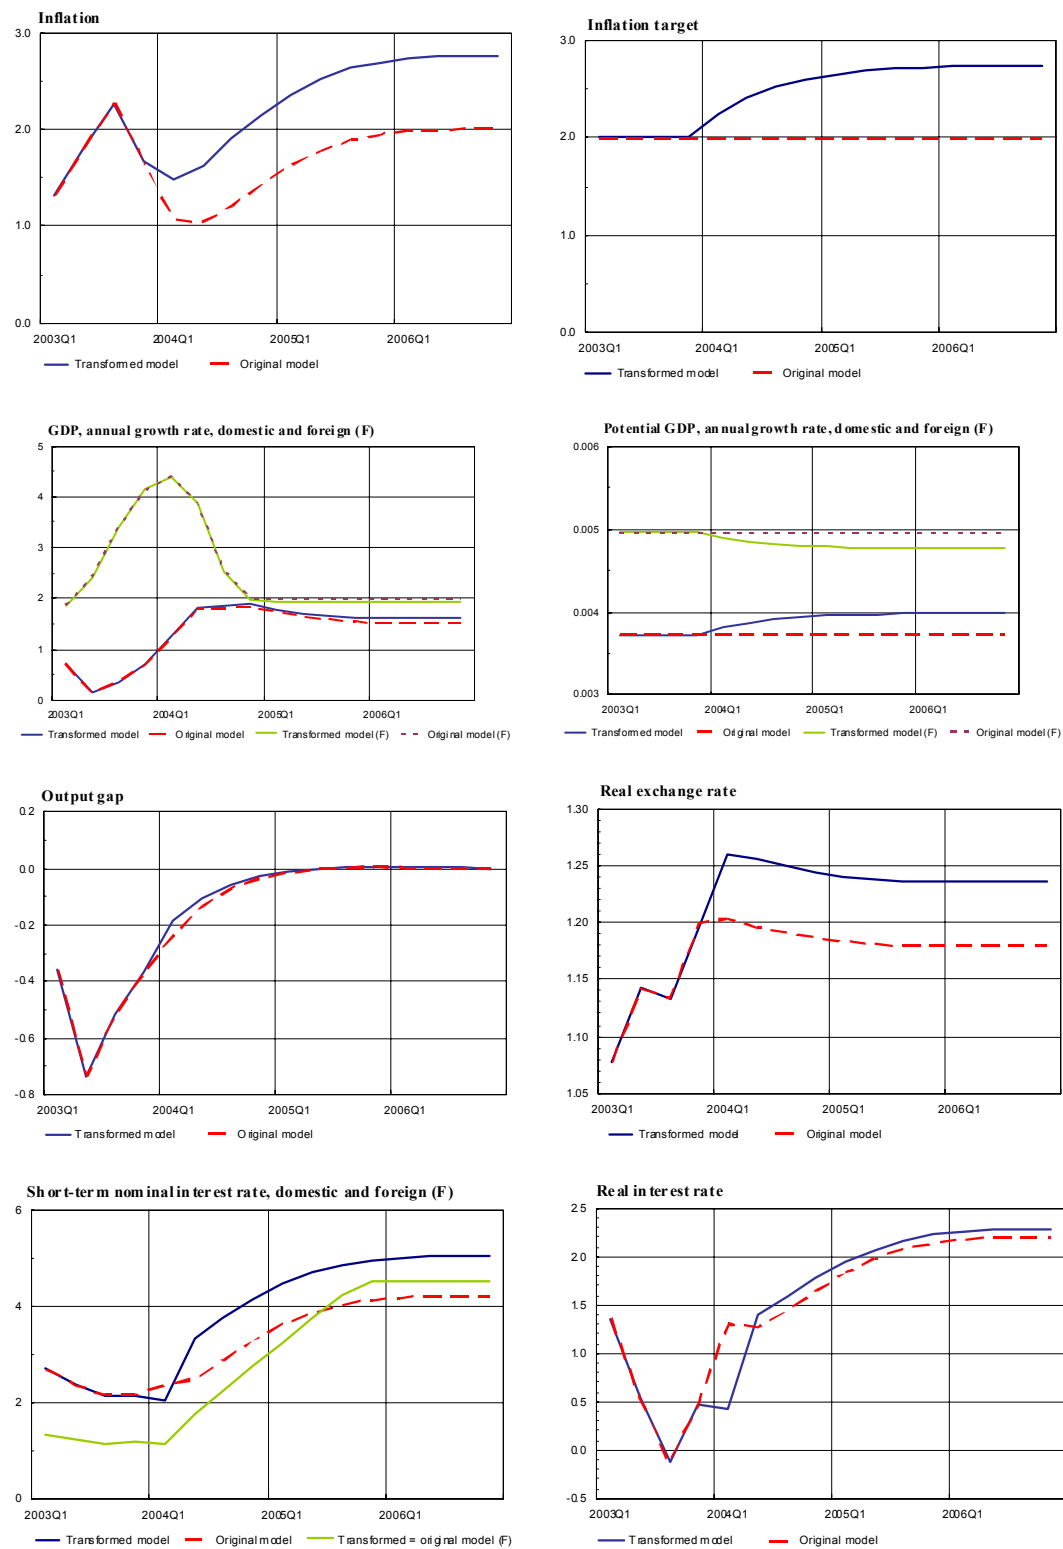 Inflation
3.0
2.0
1.0
0.0
2003Q1 2004Q1 2005Q1 2006Q1
Transformed model Original model
Inflation target
3.0
2.0
1.0
0.0
2003Q1 2004Q1 2005Q1 2006Q1
Transformed model Original model
GDP, annual growth rate, domestic and foreign (F)
5
4
3
2
1
0
2003Q1 2004Q1 2005Q1 2006Q1
Transformed model Original model Transformed model (F) Original model (F)
Potential GDP, annual growth rate, domestic and foreign (F)
0.006
0.005
0.004
0.003
2003Q1 2004Q1 2005Q1 2006Q1
Transformed model Original model Transformed model (F) Original model (F)
Output gap
0.2
0.0
-0.2
-0.4
-0.6
-0.8
2003Q1 2004Q1 2005Q1 2006Q1
Transformed model Original model
Real exchange rate
1.30
1.25
1.20
1.15
1.10
1.05
2003Q1 2004Q1 2005Q1 2006Q1
Transformed model Original model
Short-term nominal interest rate, domestic and foreign (F)
6
4
2
0
2003Q1 2004Q1 2005Q1 2006Q1
Transformed model Original model Transformed = original model (F)
Real interest rate
2.5
2.0
1.5
1.0
0.5
0.0
-0.5
2003Q1 2004Q1 2005Q1 2006Q1
Transformed model Original model